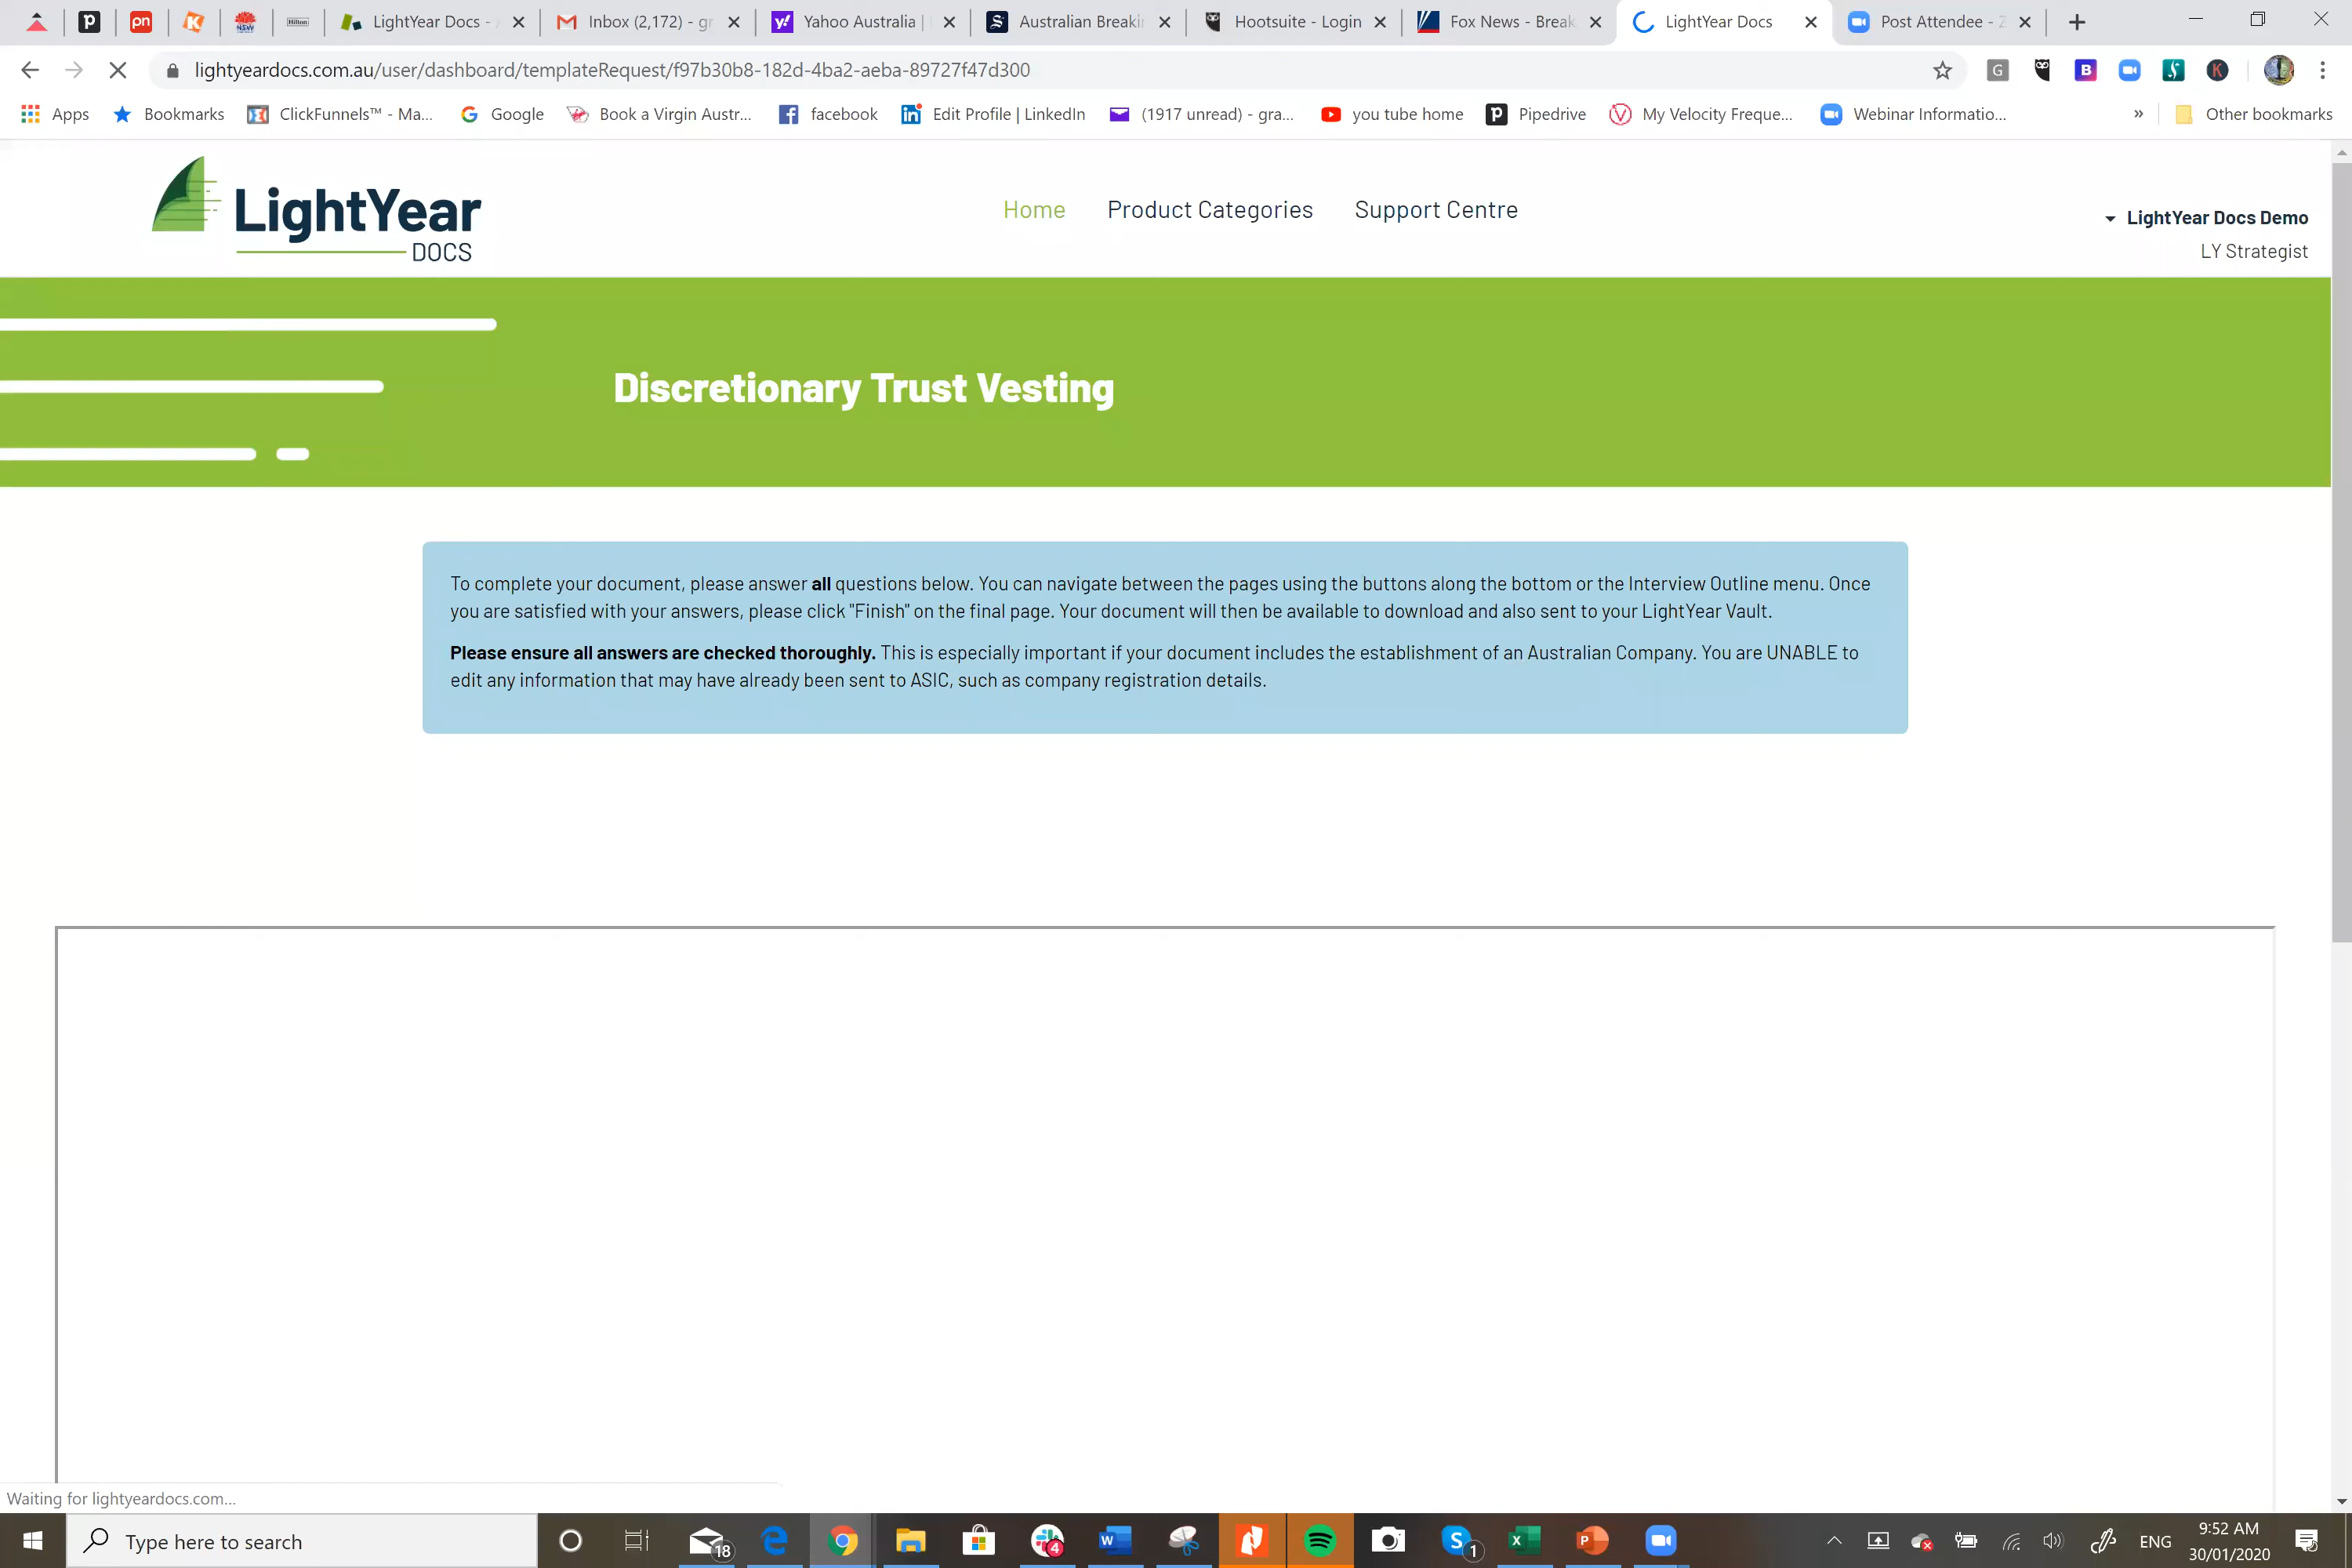 LightYear Docs - A
Inbox (2,172) - gr
Yahoo Australia |
Australian Breakin
Hootsuite - Login
Fox News - Break
LightYear Docs
Post Attendee - Z
lightyeardocs.com.au/user/dashboard/templateRequest/f97b30b8-182d-4ba2-aeba-89727f47d300
Apps
Bookmarks
ClickFunnels™ - Ma...
Google
Book a Virgin Austr...
facebook
Edit Profile | LinkedIn
(1917 unread) - gra...
you tube home
Pipedrive
My Velocity Freque...
Webinar Informatio...
»
Other bookmarks
LightYear
DOCS
Home
Product Categories
Support Centre
LightYear Docs Demo
LY Strategist
Discretionary Trust Vesting
To complete your document, please answer all questions below. You can navigate between the pages using the buttons along the bottom or the Interview Outline menu. Once
you are satisfied with your answers, please click "Finish" on the final page. Your document will then be available to download and also sent to your LightYear Vault.
Please ensure all answers are checked thoroughly. This is especially important if your document includes the establishment of an Australian Company. You are UNABLE to
edit any information that may have already been sent to ASIC, such as company registration details.
Waiting for lightyeardocs.com...
Type here to search
18
4
1
ENG
9:52 AM
30/01/2020